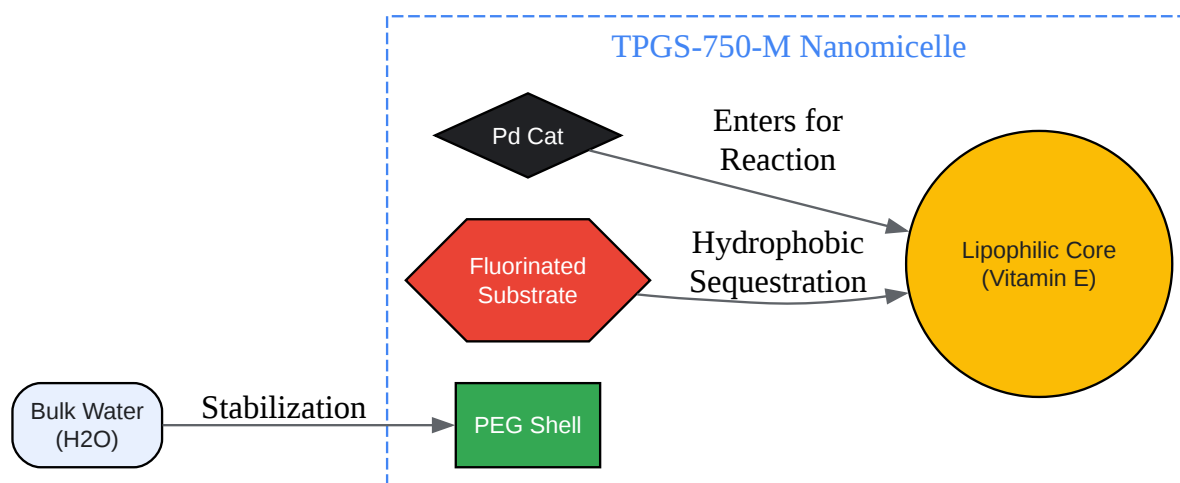 TPGS-750-M Nanomicelle
Pd Cat
Enters for
Reaction
Lipophilic Core
(Vitamin E)
Fluorinated
Substrate
Hydrophobic
Sequestration
Bulk Water
(H2O)
Stabilization
PEG Shell